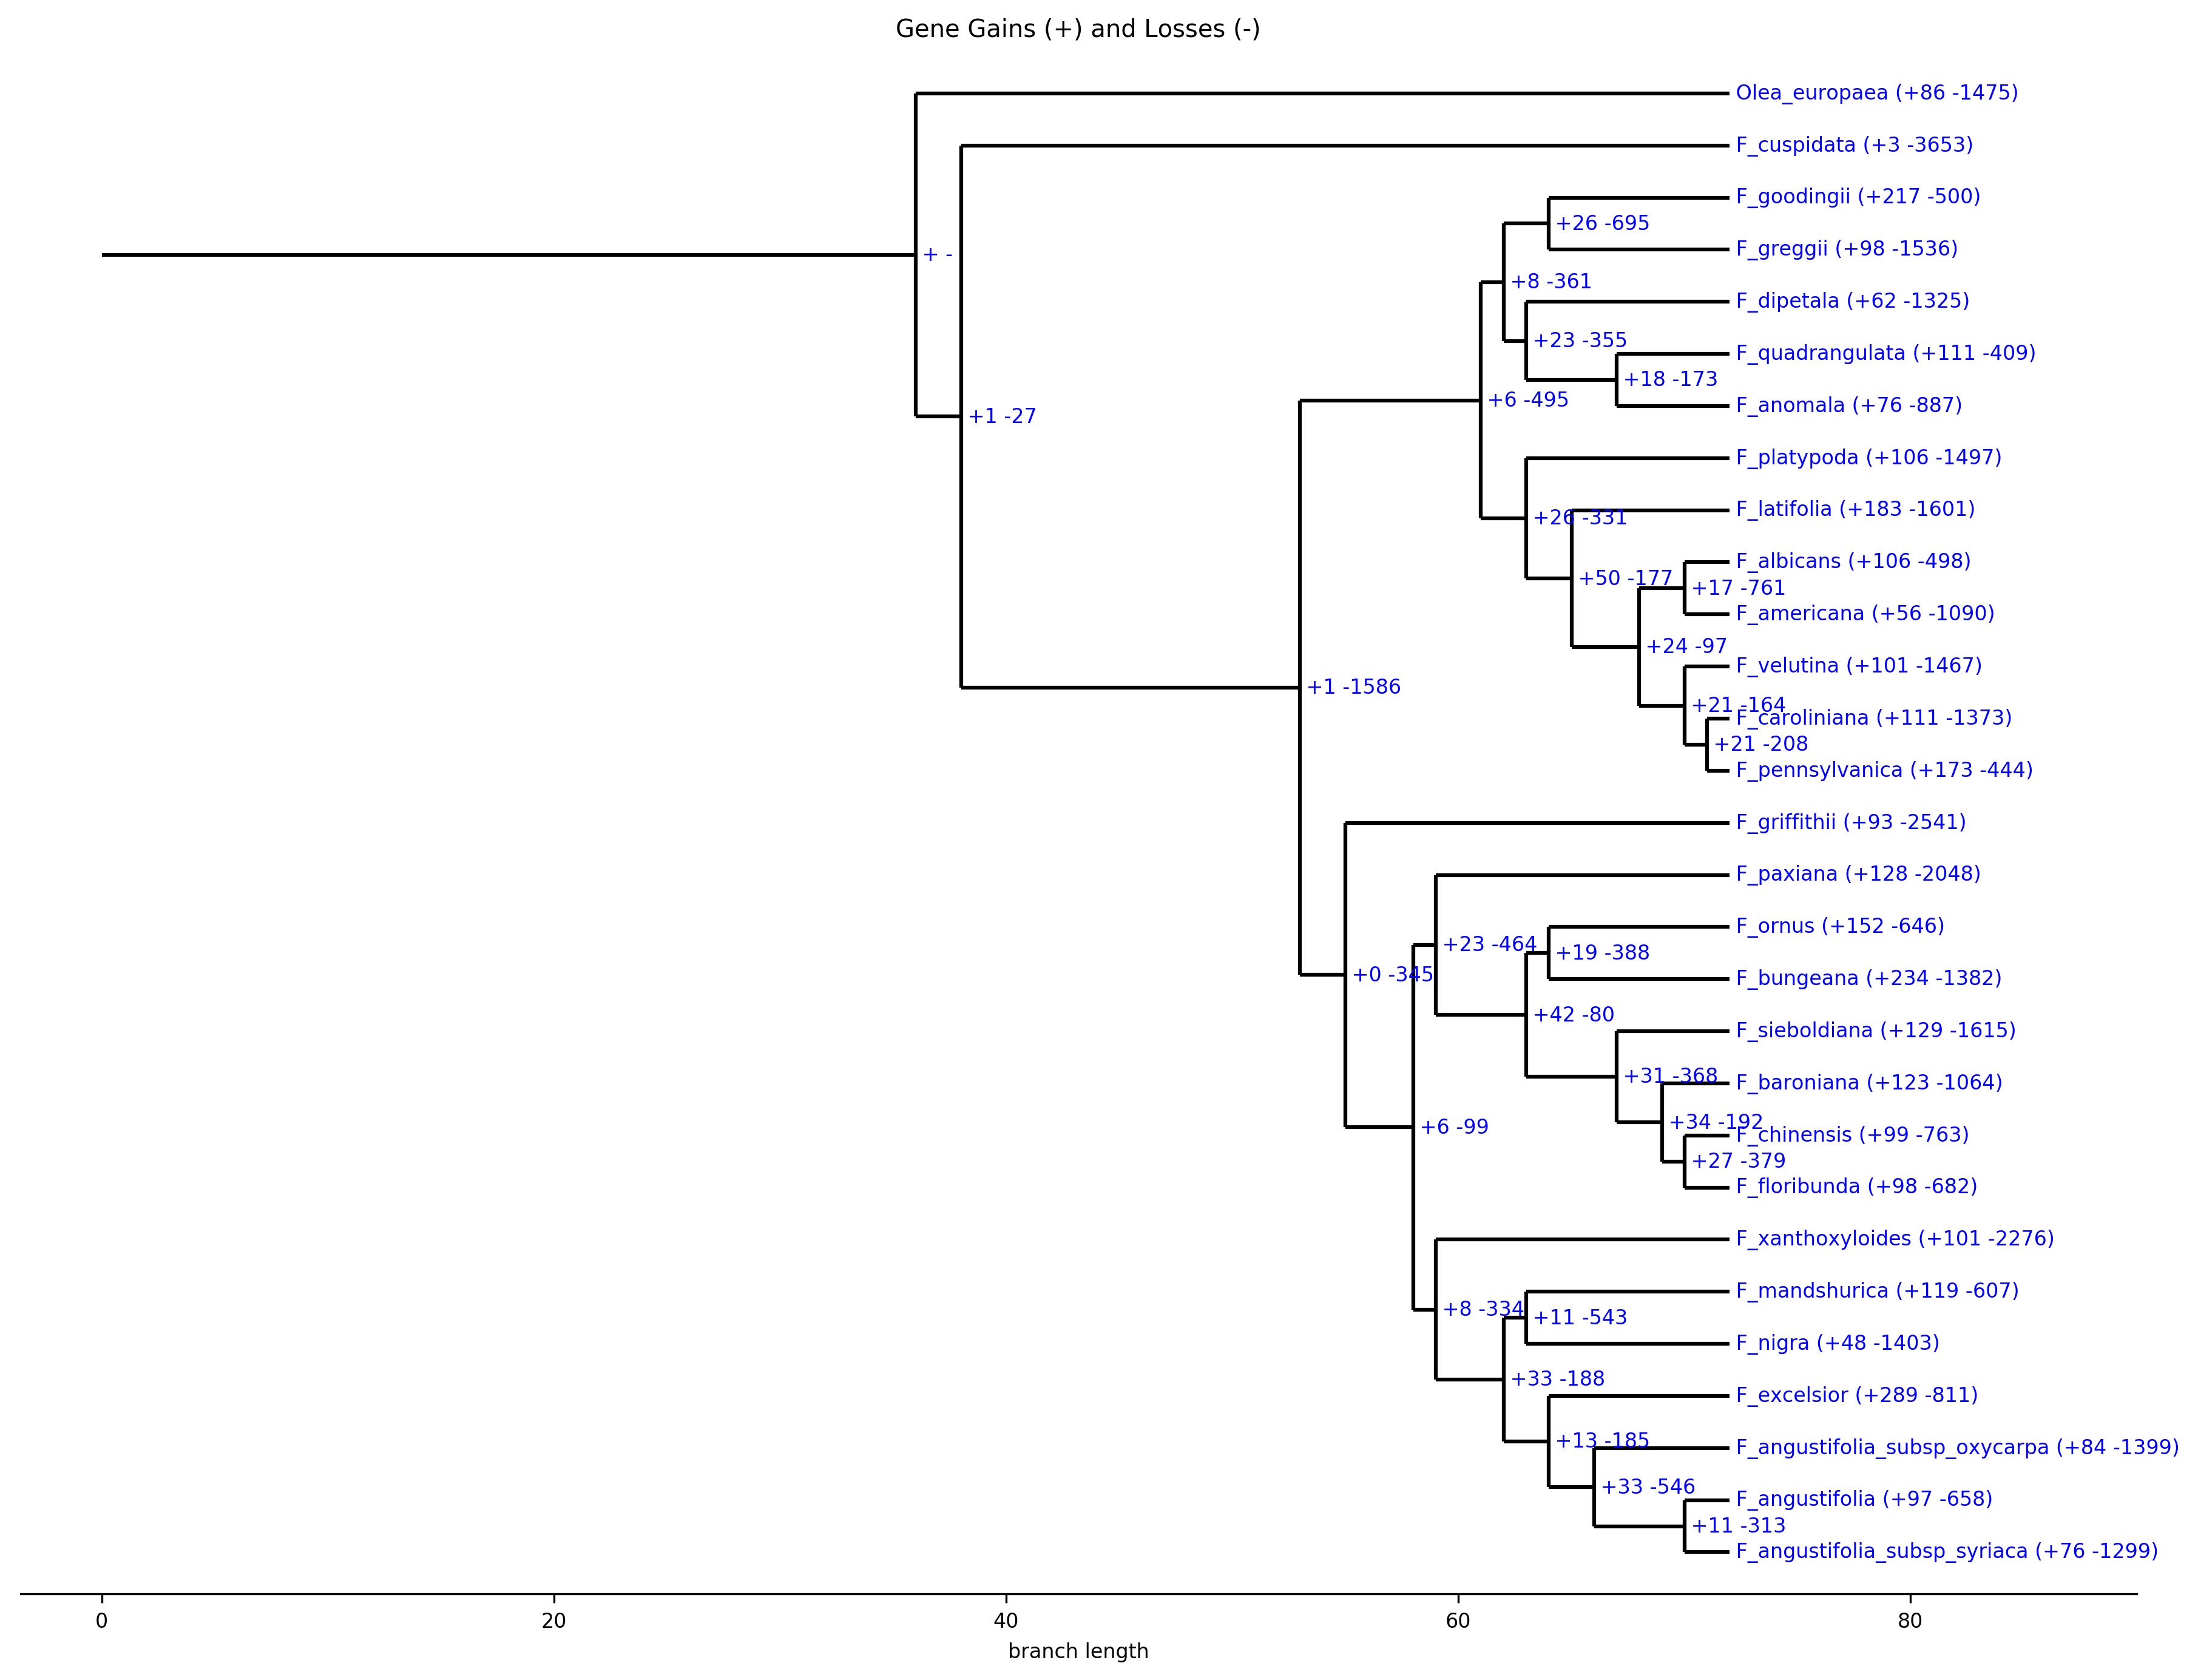 Gene Gains (+) and Losses (-)
Olea_europaea (+86 -1475)
F_cuspidata (+3 -3653)
F_goodingii (+217 -500)
+26 -695
F_greggii (+98 -1536)
+ -
+8 -361
F_dipetala (+62 -1325)
+23 -355
F_quadrangulata (+111 -409)
+18 -173
+6 -495
F_anomala (+76 -887)
+1 -27
F_platypoda (+106 -1497)
F_latifolia (+183 -1601)
+26 -331
F_albicans (+106 -498)
+50 -177
+17 -761
F_americana (+56 -1090)
+24 -97
F_velutina (+101 -1467)
+1 -1586
+21 -164
F_caroliniana (+111 -1373)
+21 -208
F_pennsylvanica (+173 -444)
F_griffithii (+93 -2541)
F_paxiana (+128 -2048)
F_ornus (+152 -646)
+23 -464
+19 -388
+0 -345
F_bungeana (+234 -1382)
+42 -80
F_sieboldiana (+129 -1615)
+31 -368
F_baroniana (+123 -1064)
+34 -192
+6 -99
F_chinensis (+99 -763)
+27 -379
F_floribunda (+98 -682)
F_xanthoxyloides (+101 -2276)
F_mandshurica (+119 -607)
+8 -334
+11 -543
F_nigra (+48 -1403)
+33 -188
F_excelsior (+289 -811)
+13 -185
F_angustifolia_subsp_oxycarpa (+84 -1399)
+33 -546
F_angustifolia (+97 -658)
+11 -313
F_angustifolia_subsp_syriaca (+76 -1299)
0 20 40 60 80
branch length